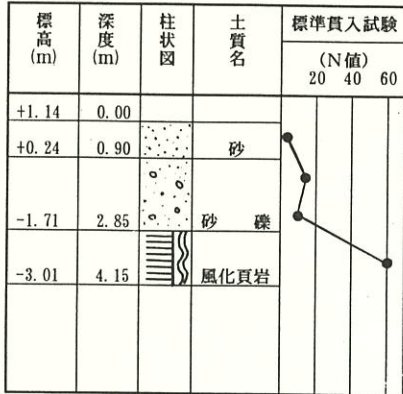 標高(m) 深度(m) 柱状図 土質名 標準貫入試験
(N値)
20 40 60
+1.14 0.00
+0.24 0.90 砂
-1.71 2.85 砂 礫
-3.01 4.15 風化頁岩